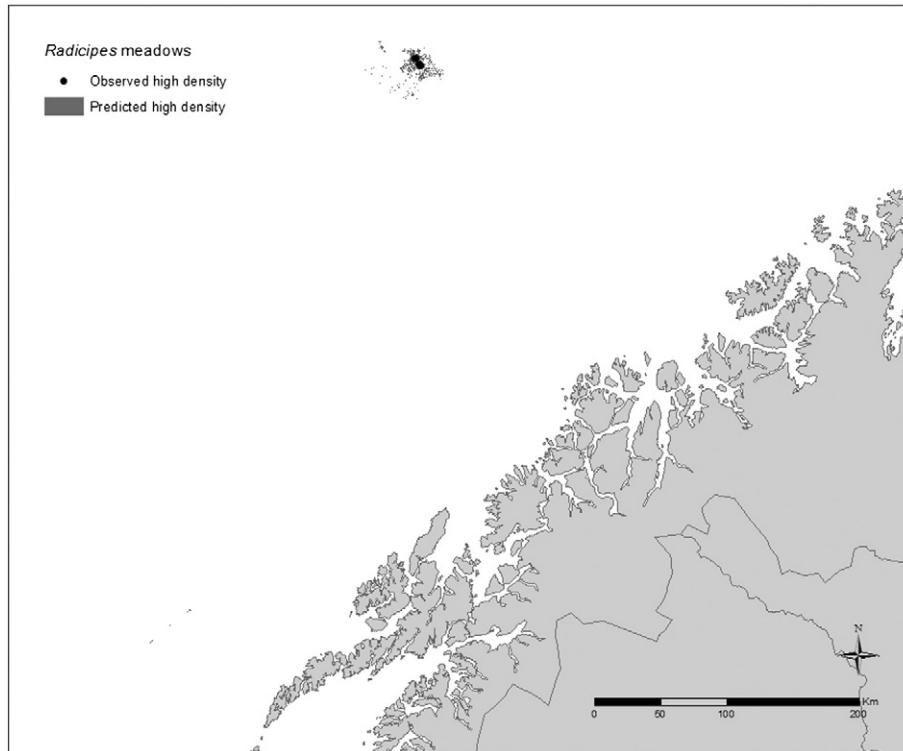 Radicipes meadows
Observed high density
Predicted high density
N
Km
0 50 100 200